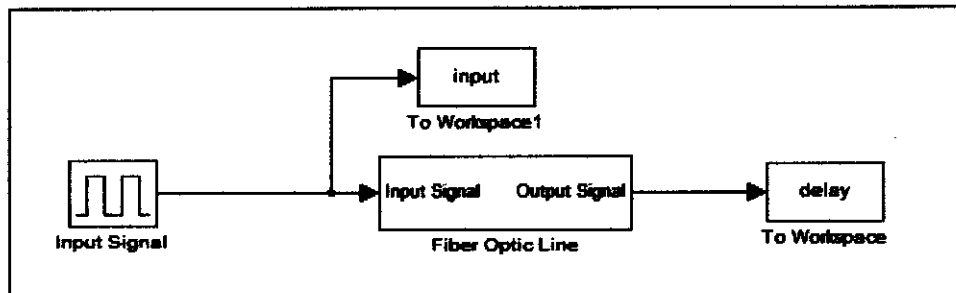 input
To Workspace1
Input Signal Output Signal
delay
Input Signal
Fiber Optic Line
To Workspace